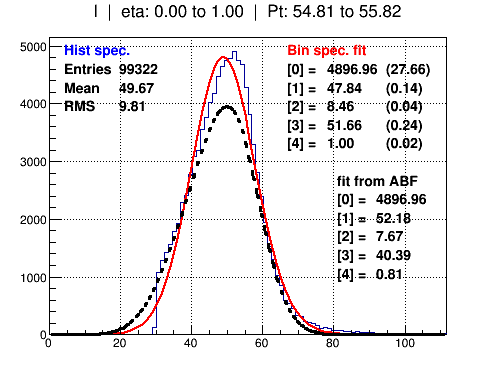 I | eta: 0.00 to 1.00 | Pt: 54.81 to 55.82
Hist spec.
Entries 99322
Mean 49.67
RMS 9.81
Bin spec. fit
[0] = 4896.96 (27.66)
[1] = 47.84 (0.14)
[2] = 8.46 (0.04)
[3] = 51.66 (0.24)
[4] = 1.00 (0.02)
fit from ABF
[0] = 4896.96
[1] = 52.18
[2] = 7.67
[3] = 40.39
[4] = 0.81
5000
4000
3000
2000
1000
0
0 20 40 60 80 100